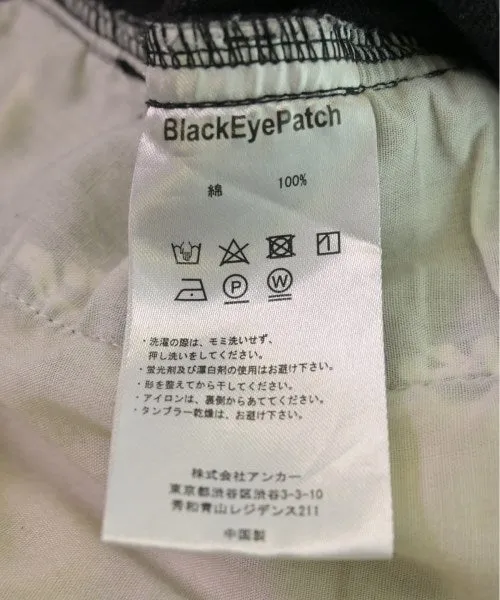 BlackEyePatch
綿 100%
P W
・洗濯の際は、モミ洗いせず、
押し洗いをしてください。
・蛍光剤及び漂白剤の使用はお避け下さい。
・形を整えてから干してください。
・アイロンは、裏側からあててください。
・タンブラー乾燥は、お避け下さい。
株式会社アンカー
東京都渋谷区渋谷3-3-10
秀和青山レジデンス211
中国製